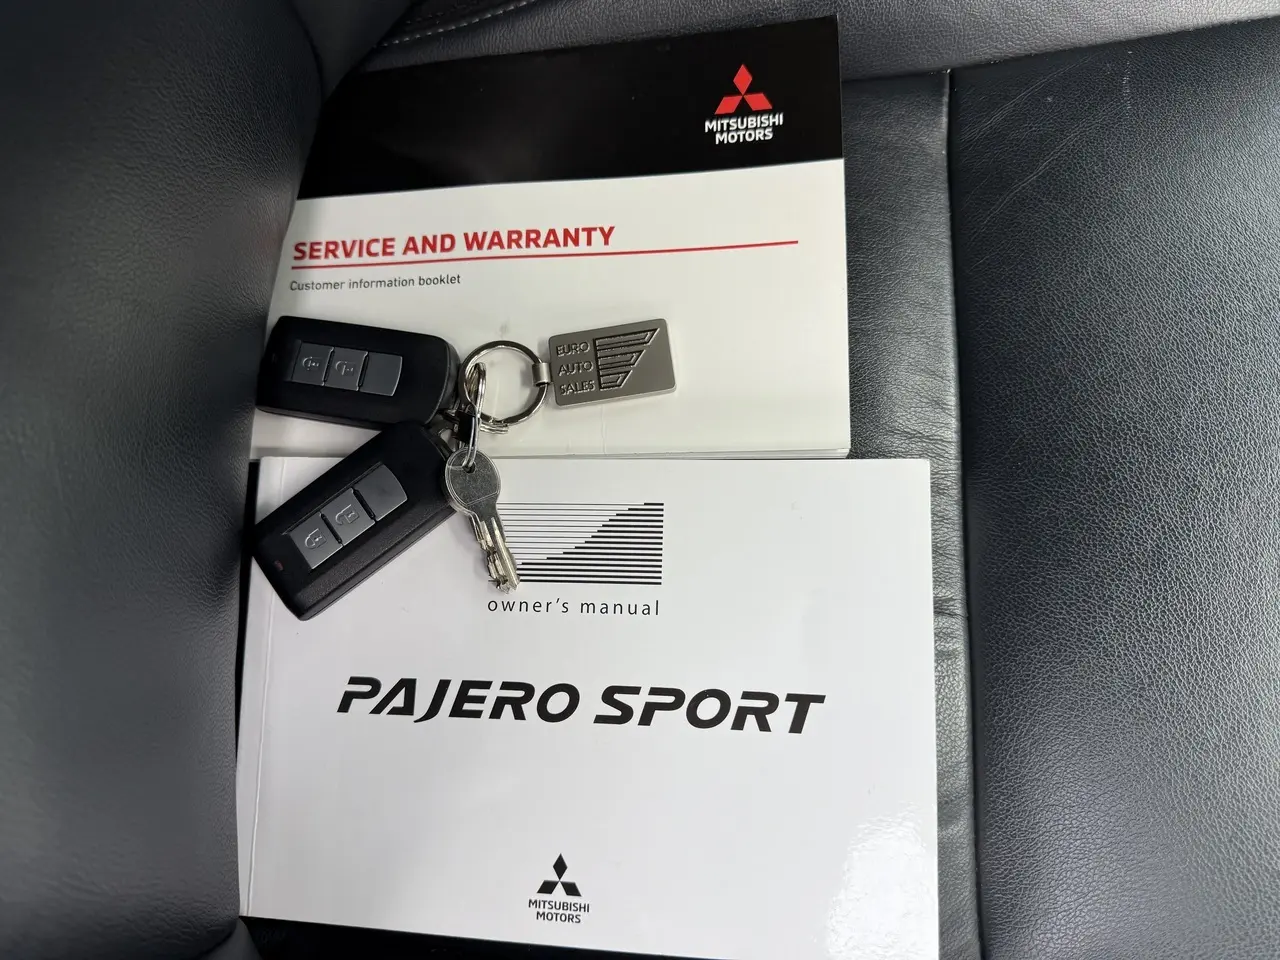 MITSUBISHI
MOTORS
SERVICE AND WARRANTY
Customer information booklet
EURO
AUTO
SALES
owner's manual
PAJERO SPORT
MITSUBISHI
MOTORS